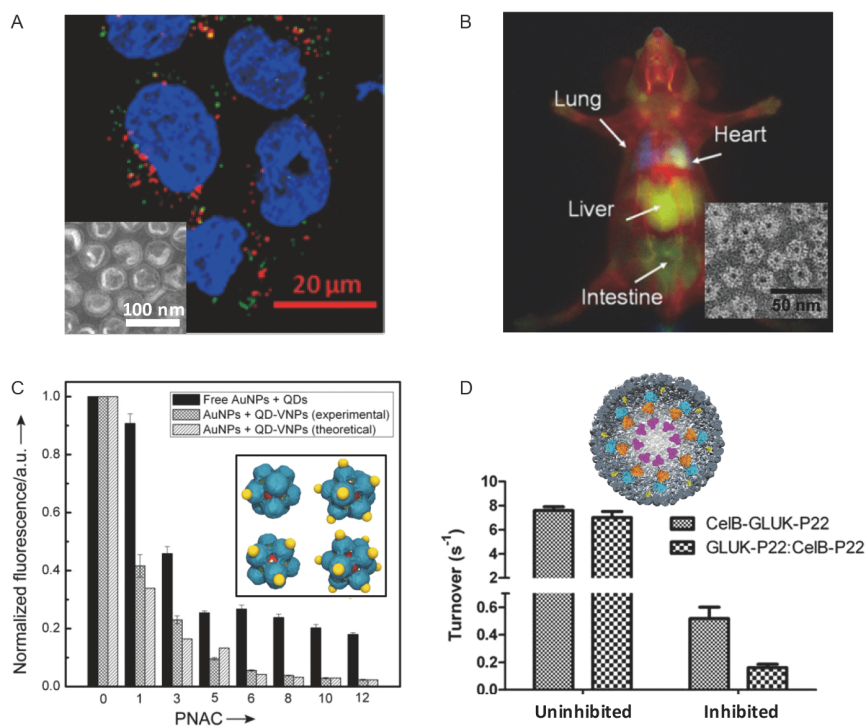 A
20 µm
100 nm
B
Lung
Heart
Liver
Intestine
50 nm
C
Normalized fluorescence/a.u. →
1.0
0.8
0.6
0.4
0.2
0.0
Free AuNPs + QDs
AuNPs + QD-VNPs (experimental)
AuNPs + QD-VNPs (theoretical)
0 1 3 5 6 8 10 12
PNAC →
D
Turnover (s⁻¹)
10
8
6
4
2
0.6
0.4
0.2
0.0
CelB-GLUK-P22
GLUK-P22:CelB-P22
Uninhibited Inhibited